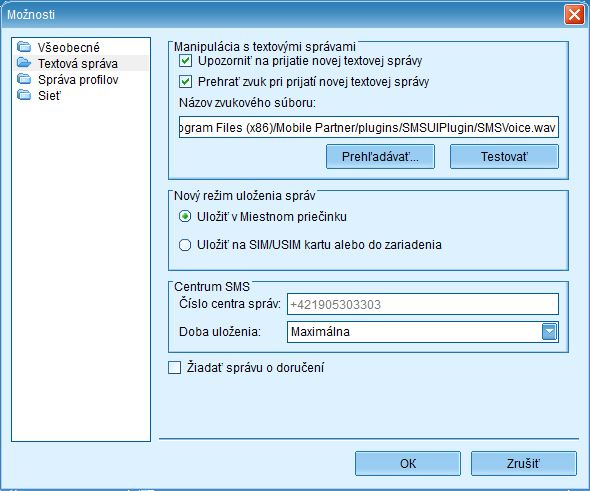 Možnosti
Všeobecné
Textová správa
Správa profilov
Sieť
Manipulácia s textovými správami
Upozorniť na prijatie novej textovej správy
Prehrať zvuk pri prijatí novej textovej správy
Názov zvukového súboru:
ogram Files (x86)/Mobile Partner/plugins/SMSUIPlugin/SMSVoice.wav
Prehľadávať...
Testovať
Nový režim uloženia správ
Uložiť v Miestnom priečinku
Uložiť na SIM/USIM kartu alebo do zariadenia
Centrum SMS
Číslo centra správ:
+421905303303
Doba uloženia:
Maximálna
Žiadať správu o doručení
OK
Zrušiť